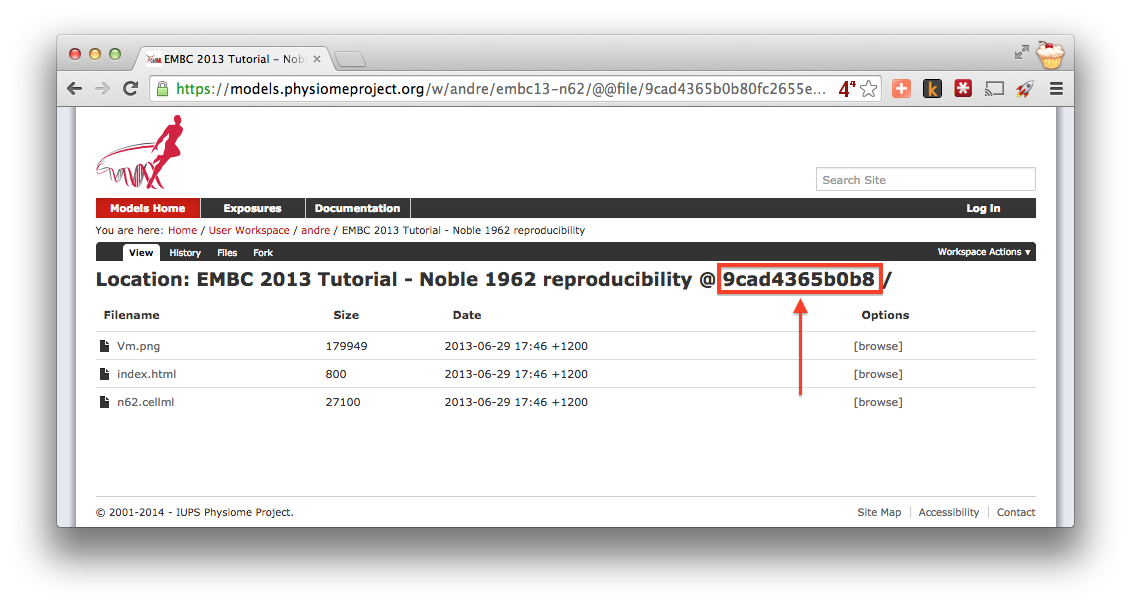 EMBC 2013 Tutorial – Nob
https://models.physiomeproject.org/w/andre/embc13-n62/@@file/9cad4365b0b80fc2655e... 4⁴
k
Search Site
Models Home Exposures Documentation Log In
You are here: Home / User Workspace / andre / EMBC 2013 Tutorial - Noble 1962 reproducibility
View History Files Fork Workspace Actions ▼
Location: EMBC 2013 Tutorial - Noble 1962 reproducibility @ 9cad4365b0b8 /
Filename Size Date Options
Vm.png 179949 2013-06-29 17:46 +1200 [browse]
index.html 800 2013-06-29 17:46 +1200 [browse]
n62.cellml 27100 2013-06-29 17:46 +1200 [browse]
© 2001-2014 - IUPS Physiome Project.
Site Map Accessibility Contact